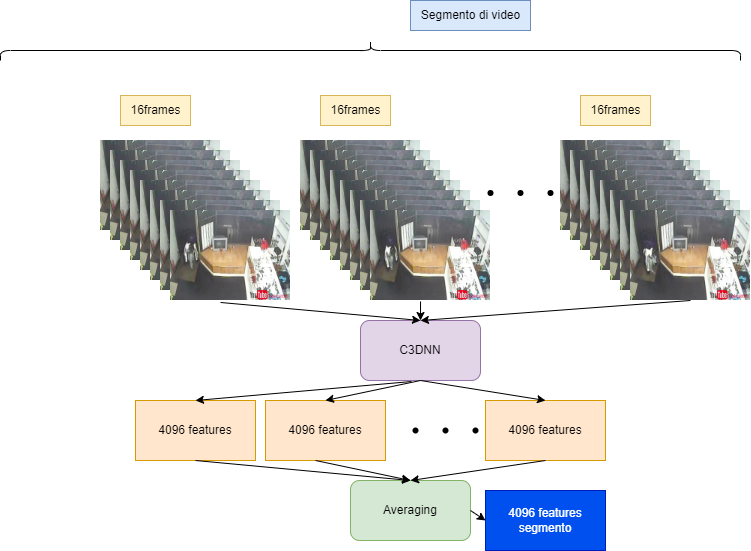 Segmento di video
16frames
16frames
16frames
C3DNN
4096 features
4096 features
4096 features
Averaging
4096 features
segmento